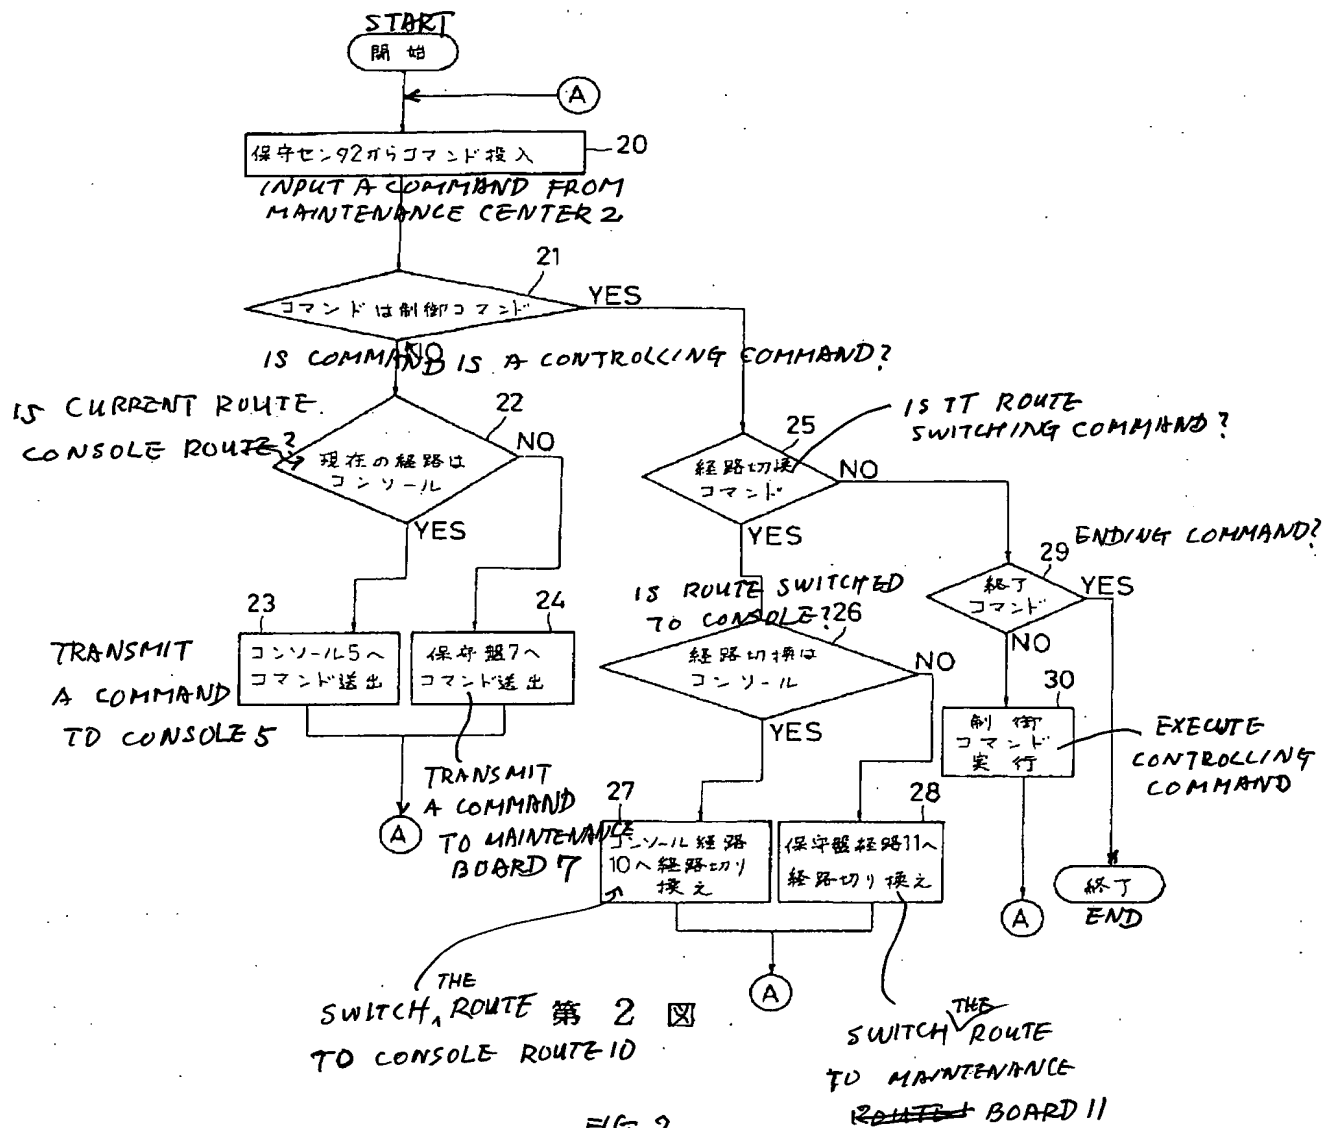 START
開始
A
保守センタ2からコマンド投入
20
INPUT A COMMAND FROM
MAINTENANCE CENTER 2
21
コマンドは制御コマンド
YES
NO
IS COMMAND IS A CONTROLLING COMMAND?
IS CURRENT ROUTE
CONSOLE ROUTE?
22
現在の経路は
コンソール
NO
YES
25
経路切換
コマンド
IS IT ROUTE
SWITCHING COMMAND?
NO
YES
ENDING COMMAND?
29
終了
コマンド
YES
NO
23
コンソール5へ
コマンド送出
24
保守盤7へ
コマンド送出
TRANSMIT
A COMMAND
TO CONSOLE 5
IS ROUTE SWITCHED
TO CONSOLE?
26
経路切換は
コンソール
NO
YES
30
制御
コマンド
実行
EXECUTE
CONTROLLING
COMMAND
TRANSMIT
A COMMAND
TO MAINTENANCE
BOARD 7
A
27
コンソール経路
10へ経路切り
換え
28
保守盤経路11へ
経路切り換え
終了
END
A
A
THE
SWITCH ROUTE
TO CONSOLE ROUTE 10
第2図
THE
SWITCH ROUTE
TO MAINTENANCE
BOARD 11